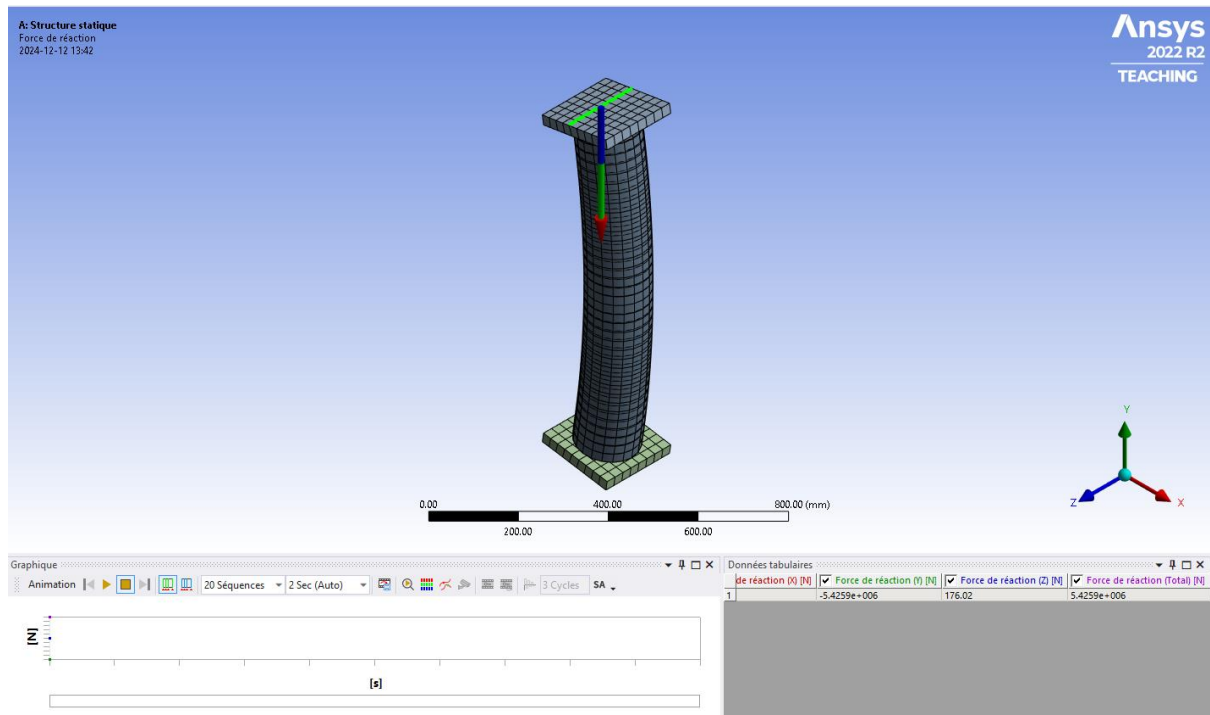 A: Structure statique
Force de réaction
2024-12-12 13:42
Ansys
2022 R2
TEACHING
Y
Z
X
0.00 400.00 800.00 (mm)
200.00 600.00
Graphique
Animation 20 Séquences 2 Sec (Auto) 3 Cycles SA
[N]
[s]
Données tabulaires
de réaction (X) [N] Force de réaction (Y) [N] Force de réaction (Z) [N] Force de réaction (Total) [N]
1 -5.4259e+006 176.02 5.4259e+006